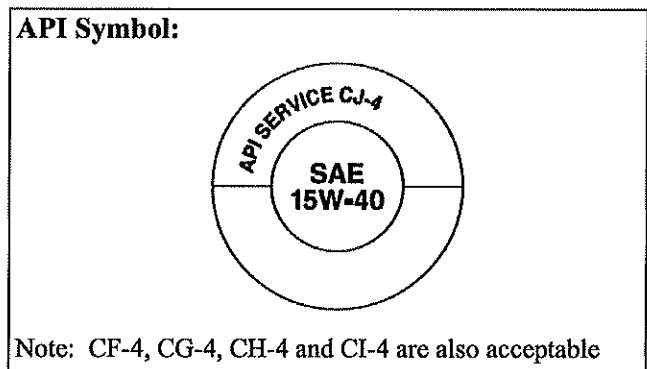 API Symbol:
API SERVICE CJ-4
SAE
15W-40
Note: CF-4, CG-4, CH-4 and CI-4 are also acceptable